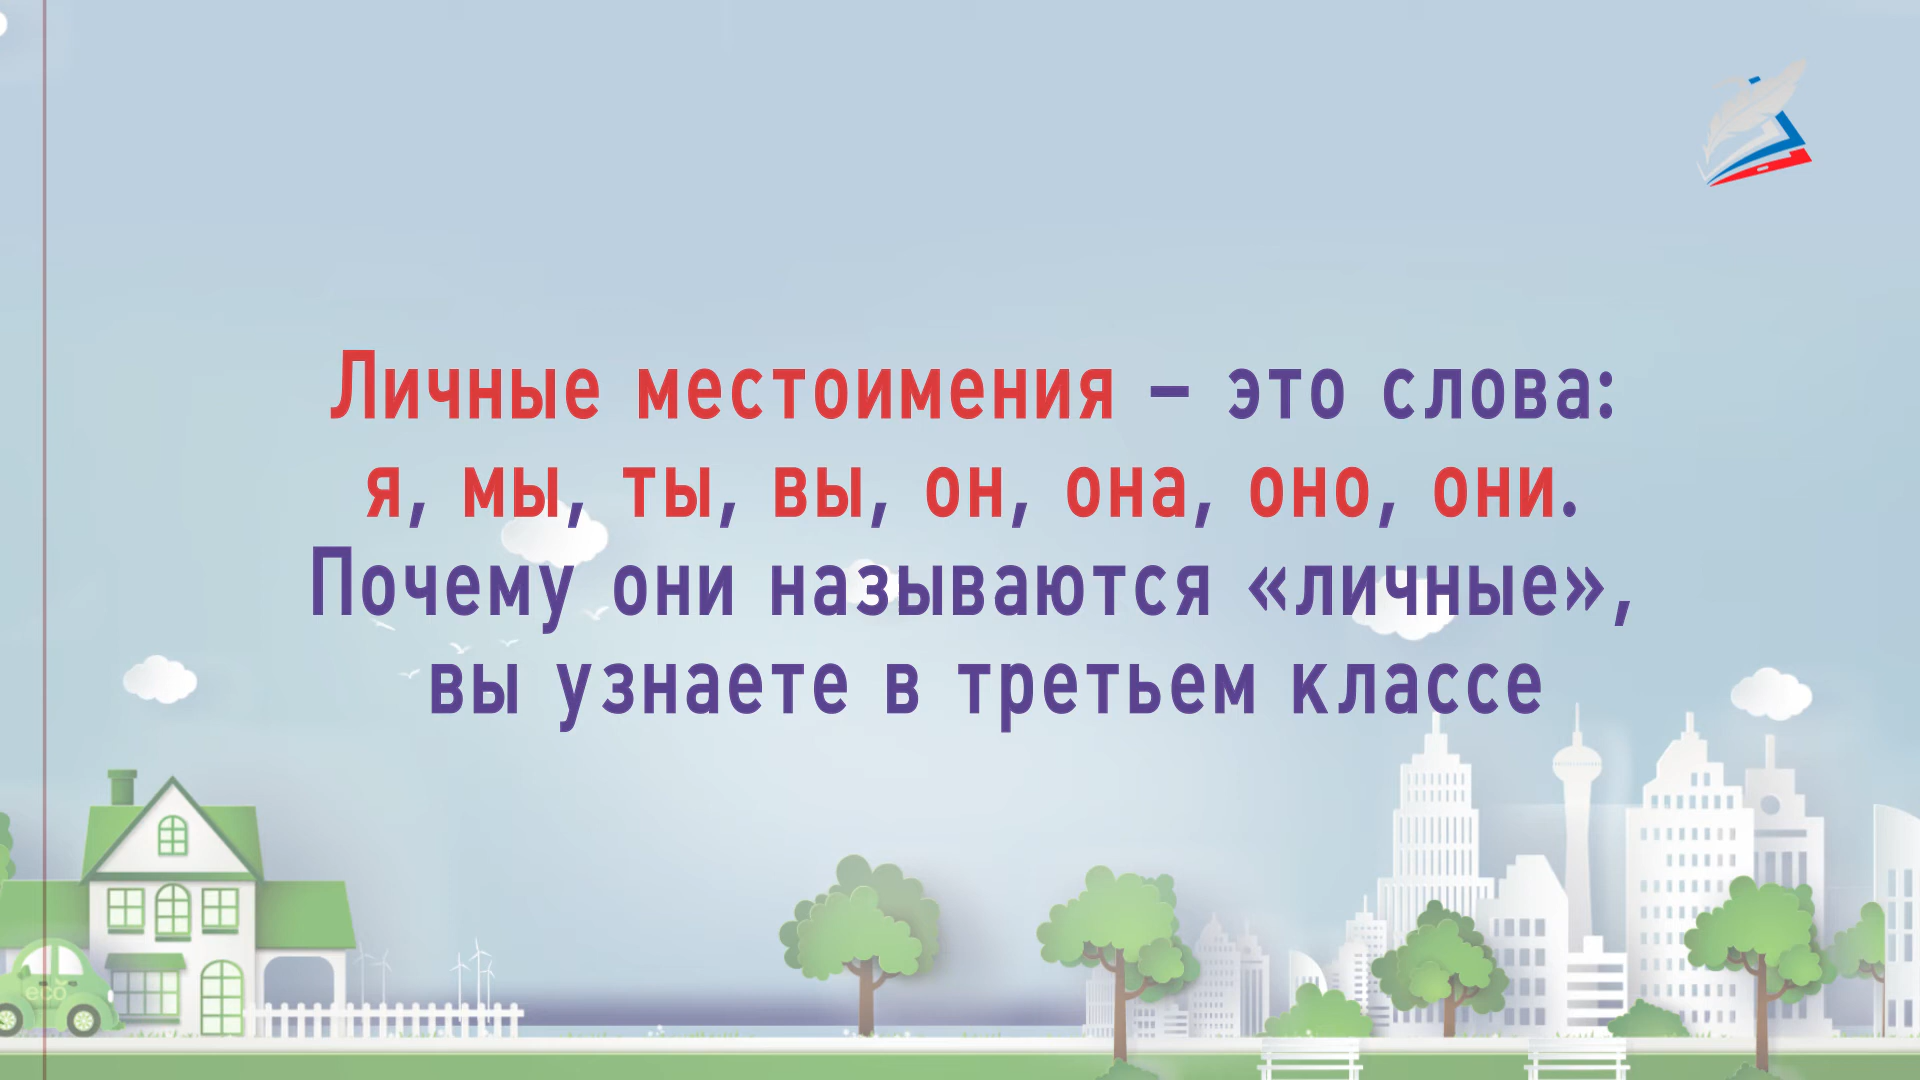 Личные местоимения – это слова:
я, мы, ты, вы, он, она, оно, они.
Почему они называются «личные»,
вы узнаете в третьем классе
eco